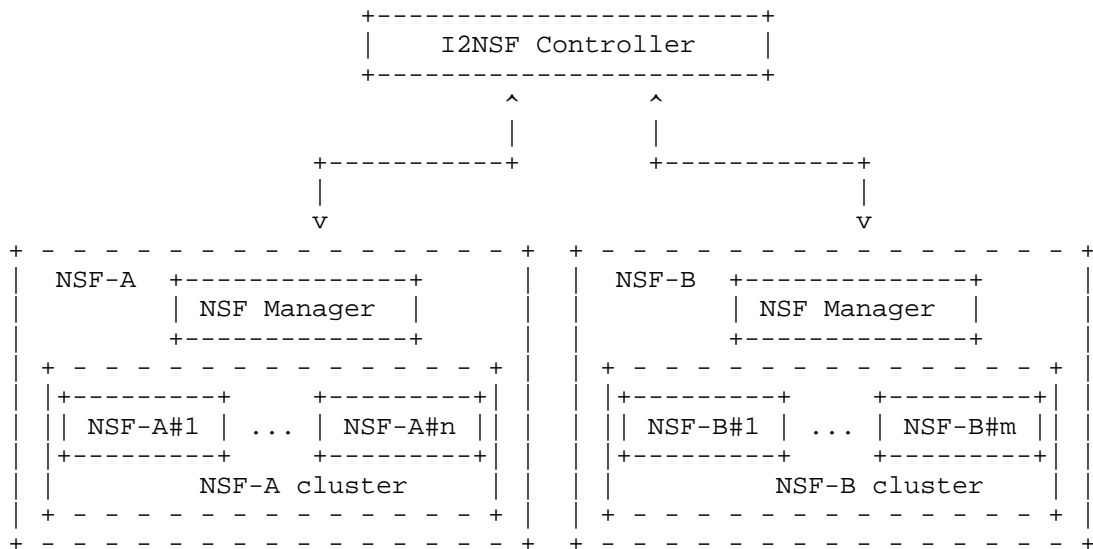 I2NSF Controller
NSF-A NSF-B
NSF Manager NSF Manager
NSF-A#1 ... NSF-A#n NSF-B#1 ... NSF-B#m
NSF-A cluster NSF-B cluster